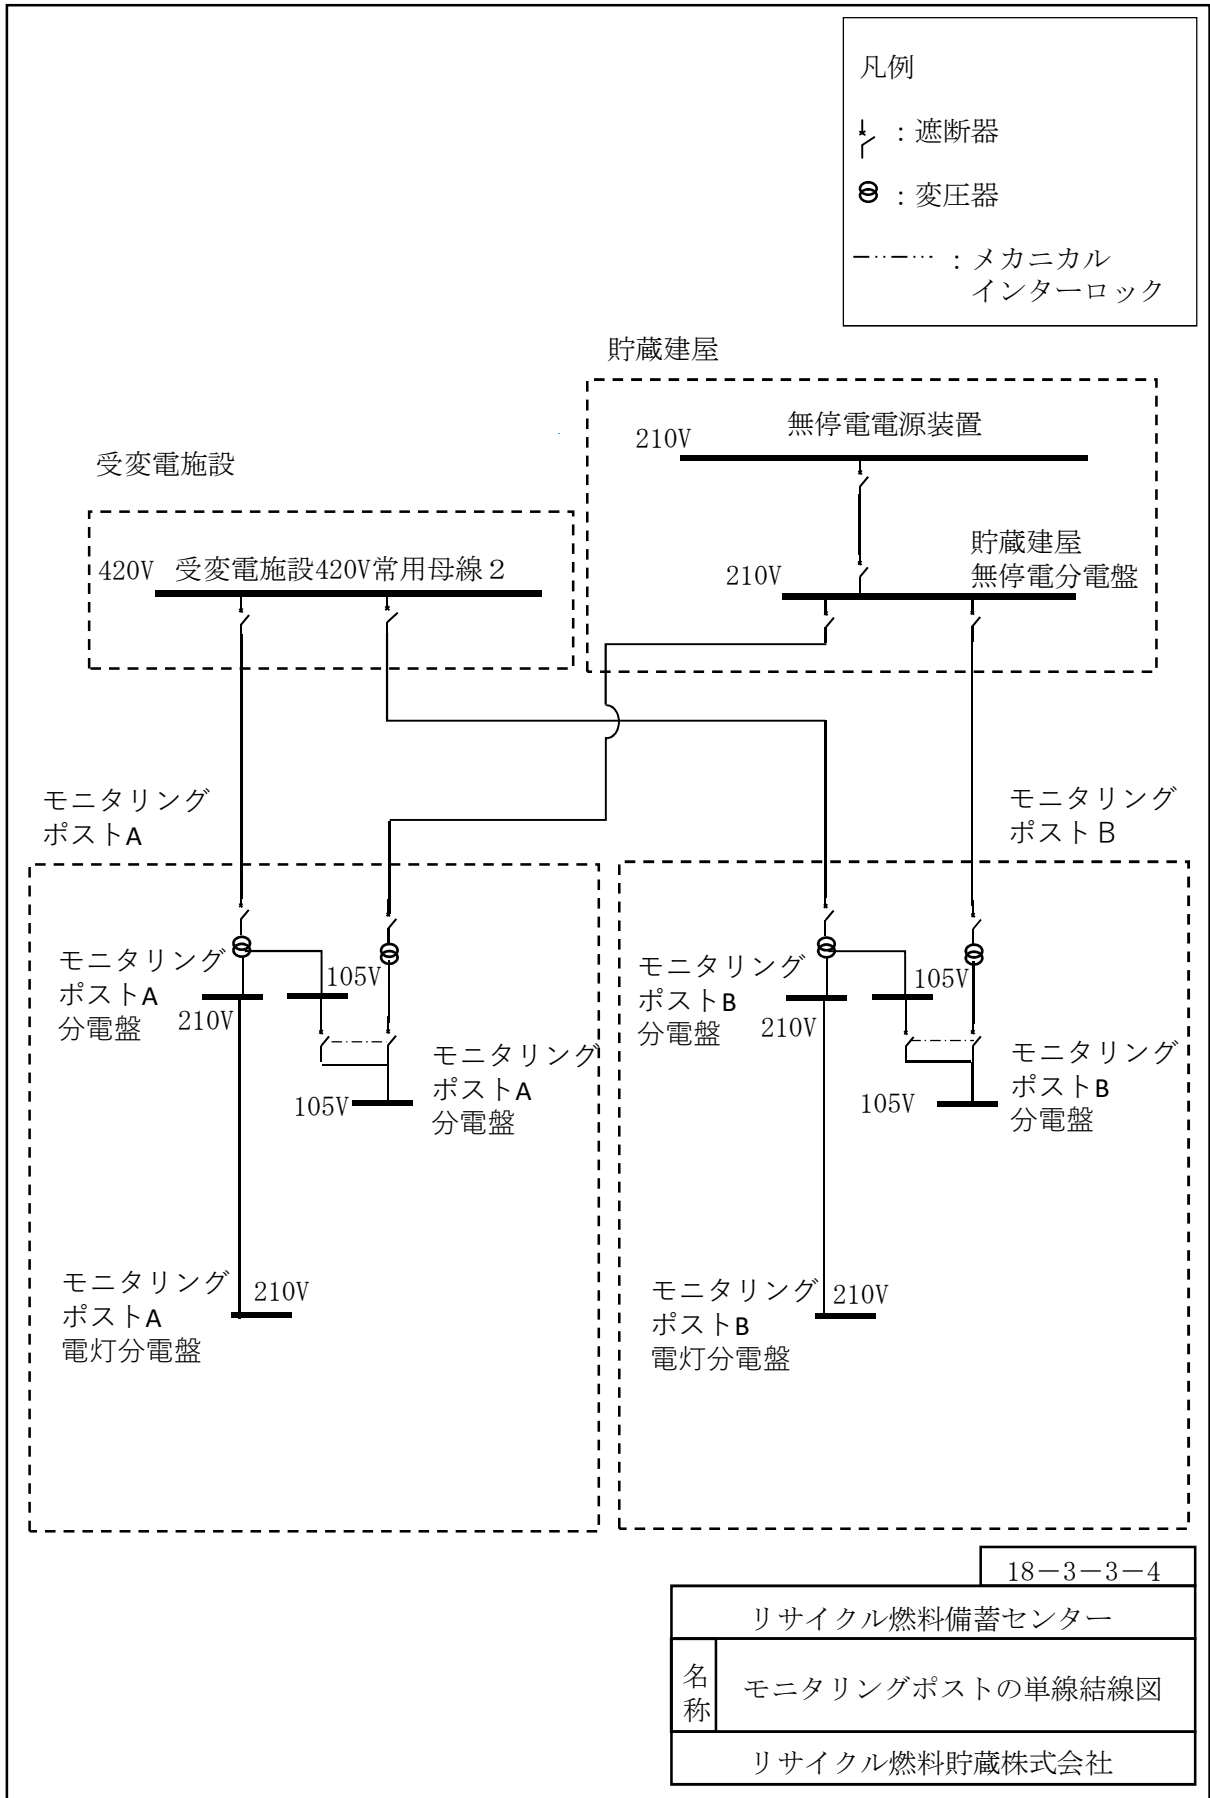 凡例
：遮断器
：変圧器
：メカニカル
インターロック
貯蔵建屋
無停電電源装置
210V
受変電施設
420V 受変電施設420V常用母線２
貯蔵建屋
無停電分電盤
210V
モニタリング
ポストA
モニタリング
ポストＢ
モニタリング
ポストA
分電盤
210V
105V
モニタリング
ポストA
分電盤
105V
モニタリング
ポストA
電灯分電盤
210V
モニタリング
ポストB
分電盤
210V
105V
モニタリング
ポストB
分電盤
105V
モニタリング
ポストB
電灯分電盤
210V
18－3－3－4
リサイクル燃料備蓄センター
名称
モニタリングポストの単線結線図
リサイクル燃料貯蔵株式会社